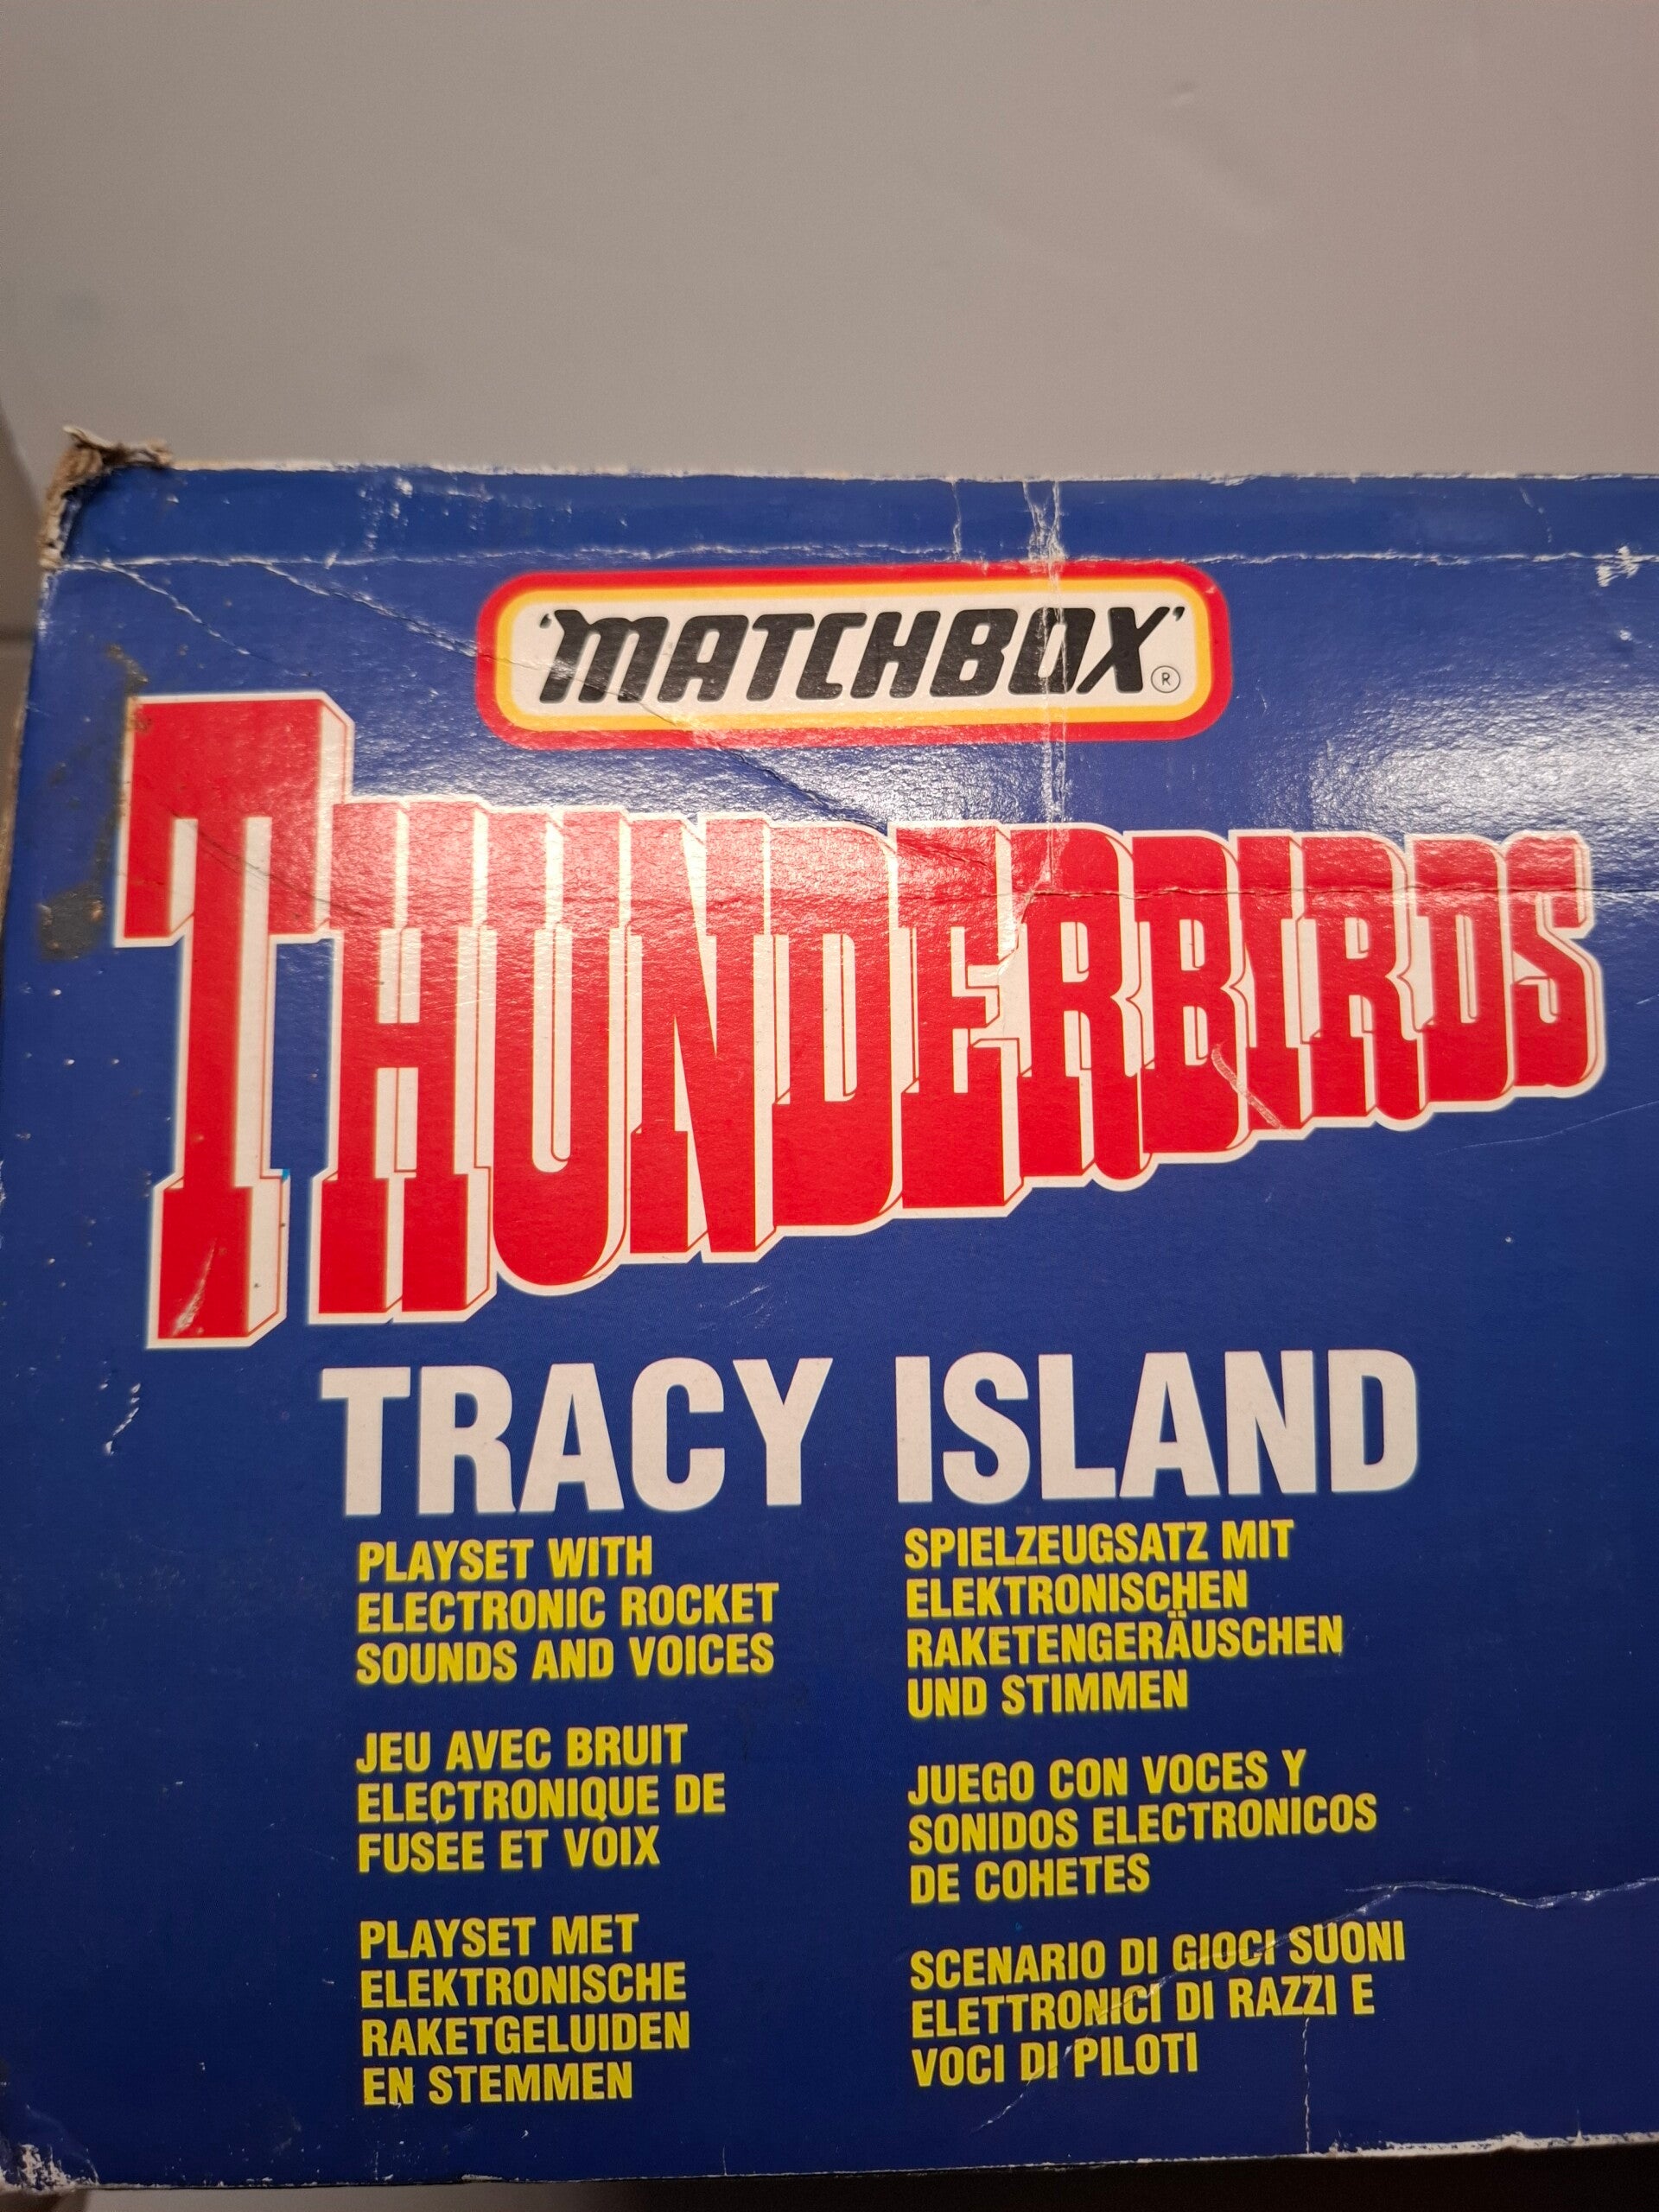 'MATCHBOX' ®
THUNDERBIRDS
TRACY ISLAND
PLAYSET WITH
ELECTRONIC ROCKET
SOUNDS AND VOICES
JEU AVEC BRUIT
ELECTRONIQUE DE
FUSEE ET VOIX
PLAYSET MET
ELEKTRONISCHE
RAKETGELUIDEN
EN STEMMEN
SPIELZEUGSATZ MIT
ELEKTRONISCHEN
RAKETENGERÄUSCHEN
UND STIMMEN
JUEGO CON VOCES Y
SONIDOS ELECTRONICOS
DE COHETES
SCENARIO DI GIOCI SUONI
ELETTRONICI DI RAZZI E
VOCI DI PILOTI